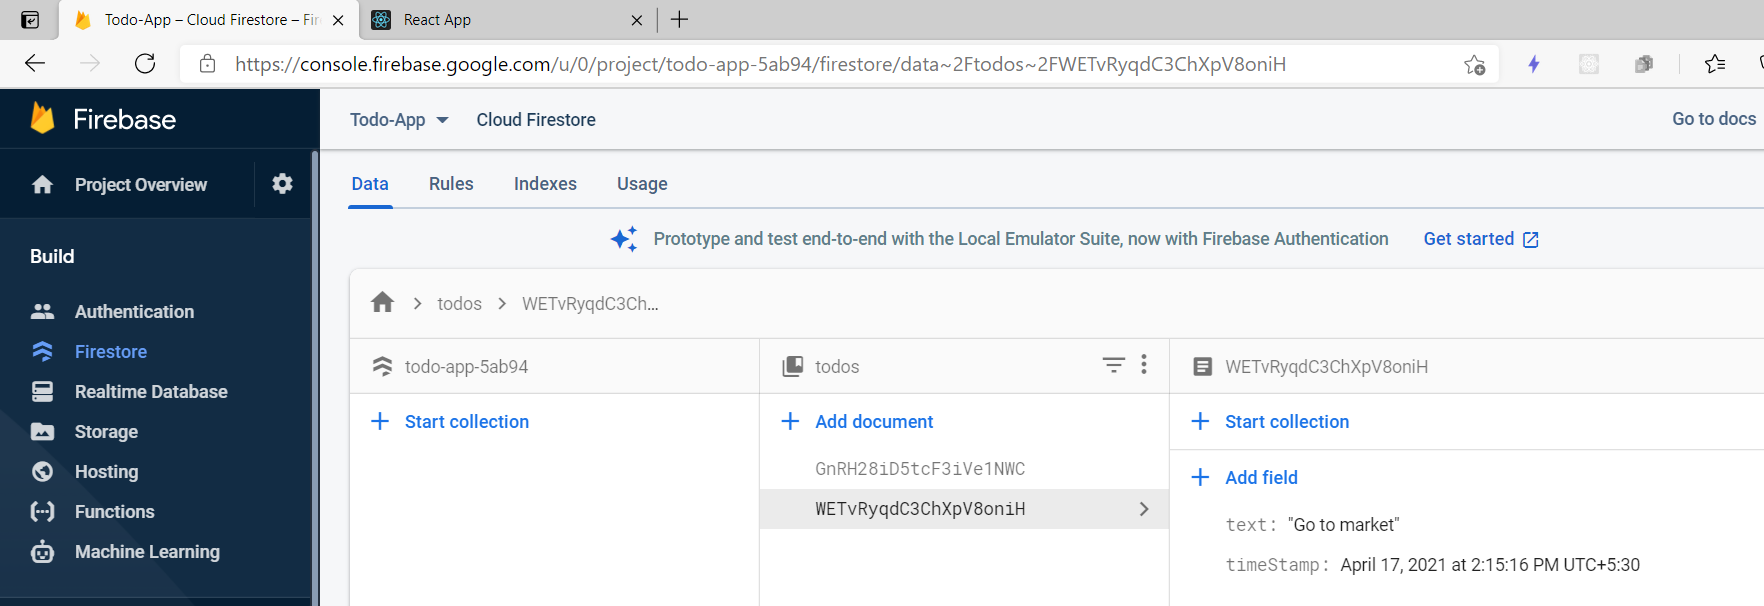 Todo-App – Cloud Firestore – Fir
React App
https://console.firebase.google.com/u/0/project/todo-app-5ab94/firestore/data~2Ftodos~2FWETvRyqdC3ChXpV8oniH
Firebase
Todo-App
Cloud Firestore
Go to docs
Project Overview
Data
Rules
Indexes
Usage
Prototype and test end-to-end with the Local Emulator Suite, now with Firebase Authentication
Get started
Build
Authentication
Firestore
Realtime Database
Storage
Hosting
Functions
Machine Learning
todos
WETvRyqdC3Ch...
todo-app-5ab94
todos
WETvRyqdC3ChXpV8oniH
Start collection
Add document
Start collection
GnRH28iD5tcF3iVe1NWC
WETvRyqdC3ChXpV8oniH
Add field
text: "Go to market"
timeStamp: April 17, 2021 at 2:15:16 PM UTC+5:30